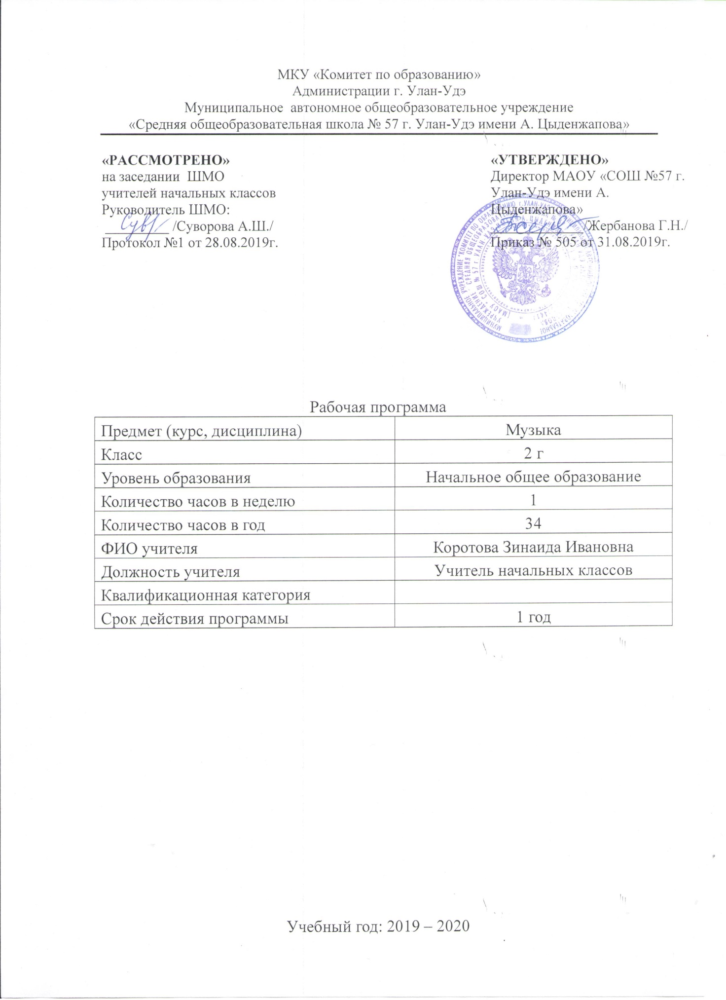 МКУ «Комитет по образованию»
Администрации г. Улан-Удэ
Муниципальное  автономное общеобразовательное учреждение
«Средняя общеобразовательная школа № 57 г. Улан-Удэ имени А. Цыденжапова»
«РАССМОТРЕНО»
на заседании  ШМО
учителей начальных классов
Руководитель ШМО:
_________ /Суворова А.Ш./
Протокол №1 от 28.08.2019г.
«УТВЕРЖДЕНО»
Директор МАОУ «СОШ №57 г.
Улан-Удэ имени А.
Цыденжапова»
_____________/Жербанова Г.Н./
Приказ № 505 от 31.08.2019г.
Рабочая программа
Предмет (курс, дисциплина) Музыка
Класс 2 г
Уровень образования Начальное общее образование
Количество часов в неделю 1
Количество часов в год 34
ФИО учителя Коротова Зинаида Ивановна
Должность учителя Учитель начальных классов
Квалификационная категория
Срок действия программы 1 год
Учебный год: 2019 – 2020